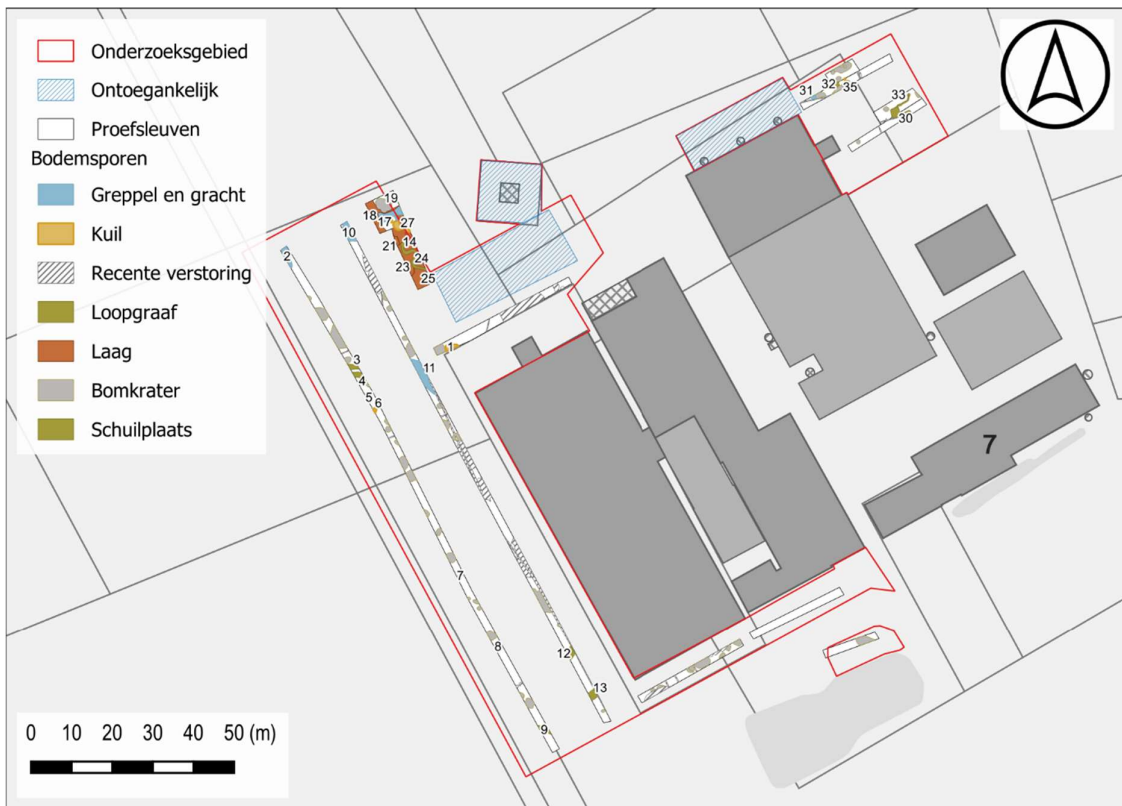 Onderzoeksgebied
Ontoegankelijk
Proefsleuven
Bodemsporen
Greppel en gracht
Kuil
Recente verstoring
Loopgraaf
Laag
Bomkrater
Schuilplaats
31
32
35
33
30
19
18
17
27
14
21
24
23
25
10
2
1
3
11
4
5
6
7
7
8
12
13
9
0 10 20 30 40 50 (m)